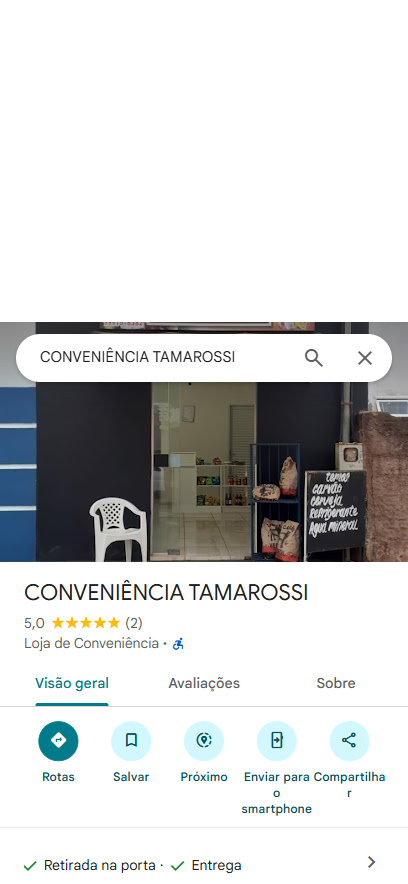 CONVENIÊNCIA TAMAROSSI
Temos
carvão
cerveja
Refrigerante
Água mineral
CONVENIÊNCIA TAMAROSSI
5,0 (2)
Loja de Conveniência ·
Visão geral
Avaliações
Sobre
Rotas
Salvar
Próximo
Enviar para o smartphone
Compartilhar
Retirada na porta · Entrega